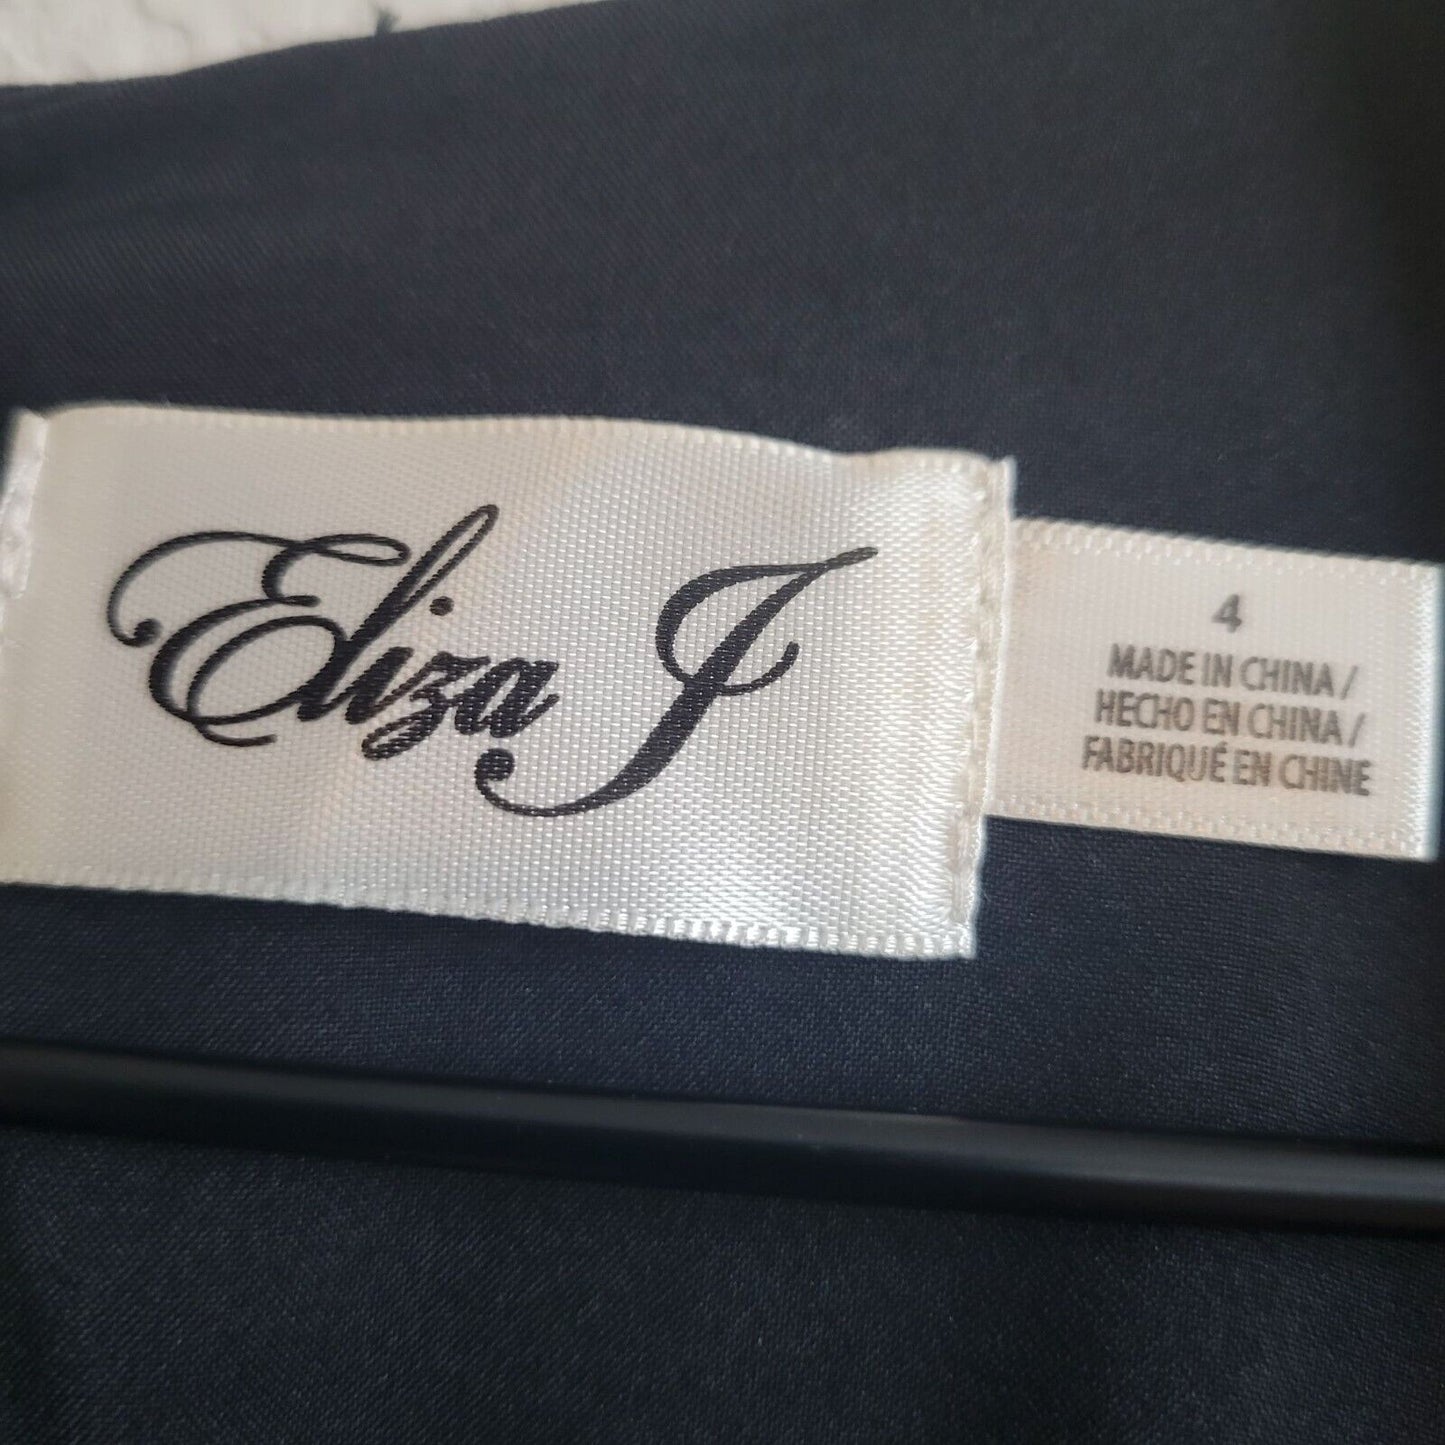 Eliza J
4
MADE IN CHINA /
HECHO EN CHINA /
FABRIQUÉ EN CHINE